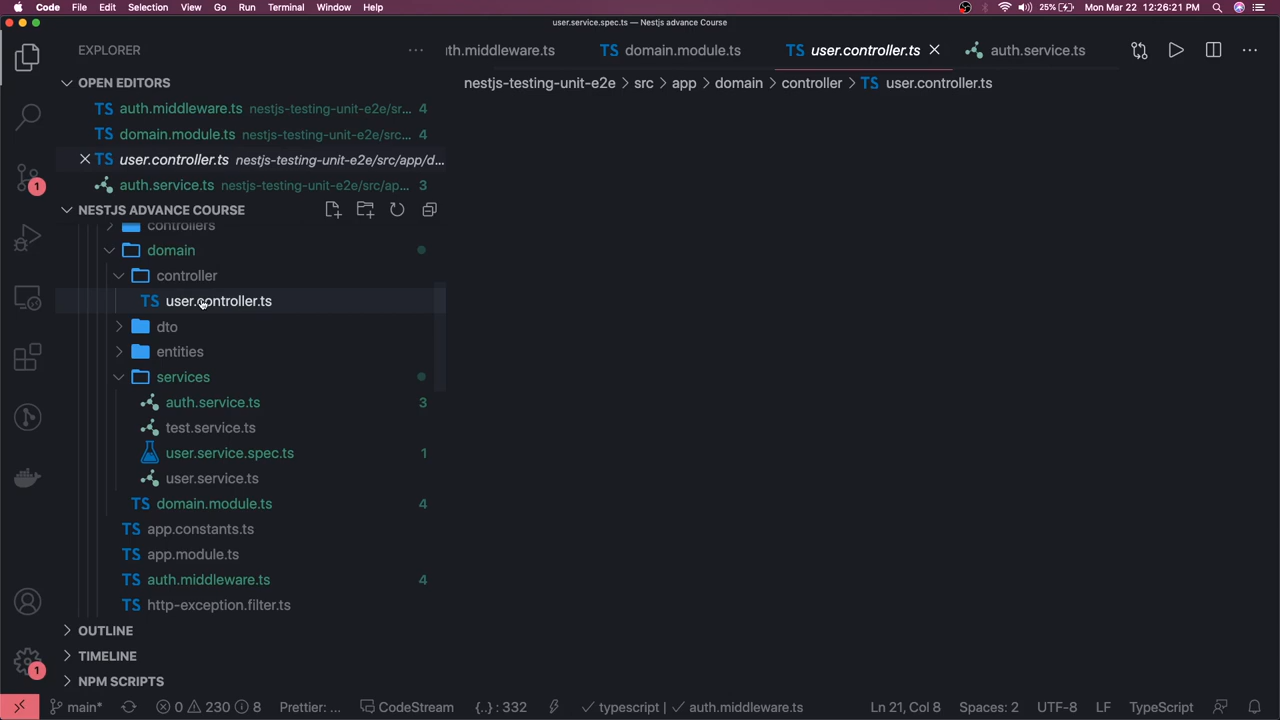 Code File Edit Selection View Go Run Terminal Window Help 25% Mon Mar 22 12:26:21 PM
user.service.spec.ts — Nestjs advance Course
EXPLORER
th.middleware.ts TS domain.module.ts TS user.controller.ts auth.service.ts
OPEN EDITORS
nestjs-testing-unit-e2e > src > app > domain > controller > TS user.controller.ts
TS auth.middleware.ts nestjs-testing-unit-e2e/sr... 4
TS domain.module.ts nestjs-testing-unit-e2e/src... 4
TS user.controller.ts nestjs-testing-unit-e2e/src/app/d...
auth.service.ts nestjs-testing-unit-e2e/src/ap... 3
1
NESTJS ADVANCE COURSE
controllers
domain
controller
TS user.controller.ts
dto
entities
services
auth.service.ts 3
test.service.ts
user.service.spec.ts 1
user.service.ts
TS domain.module.ts 4
TS app.constants.ts
TS app.module.ts
TS auth.middleware.ts 4
TS http-exception.filter.ts
OUTLINE
TIMELINE
1
NPM SCRIPTS
main* 0 230 8 Prettier: ... CodeStream {..} : 332 typescript | auth.middleware.ts Ln 21, Col 8 Spaces: 2 UTF-8 LF TypeScript